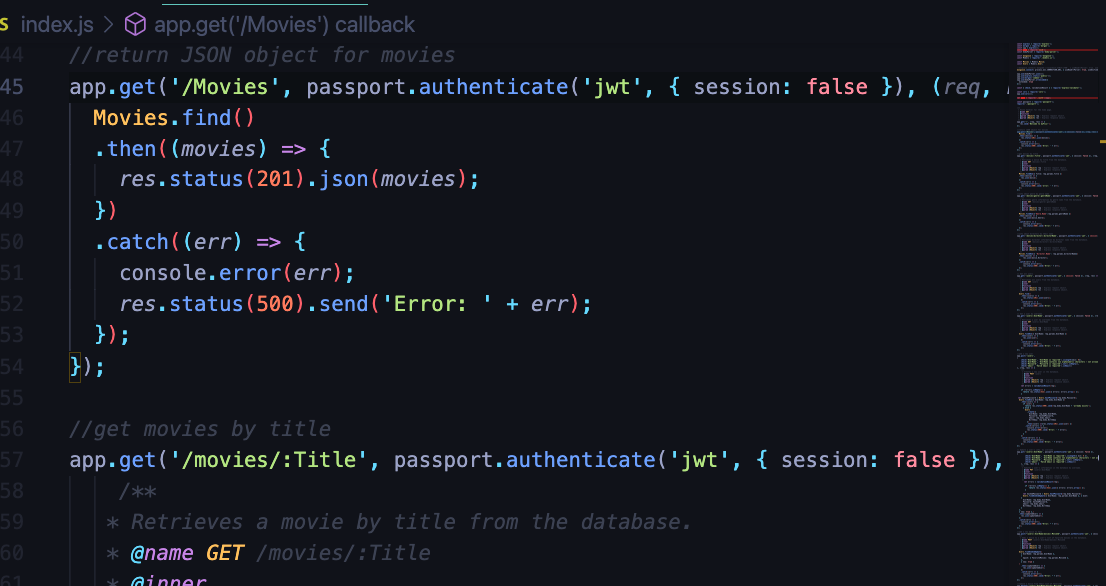 S index.js > app.get('/Movies') callback
44 //return JSON object for movies
45 app.get('/Movies', passport.authenticate('jwt', { session: false }), (req,
46 Movies.find()
47 .then((movies) => {
48 res.status(201).json(movies);
49 })
50 .catch((err) => {
51 console.error(err);
52 res.status(500).send('Error: ' + err);
53 });
54 });
55
56 //get movies by title
57 app.get('/movies/:Title', passport.authenticate('jwt', { session: false }),
58 /**
59 * Retrieves a movie by title from the database.
60 * @name GET /movies/:Title
61 * @inner